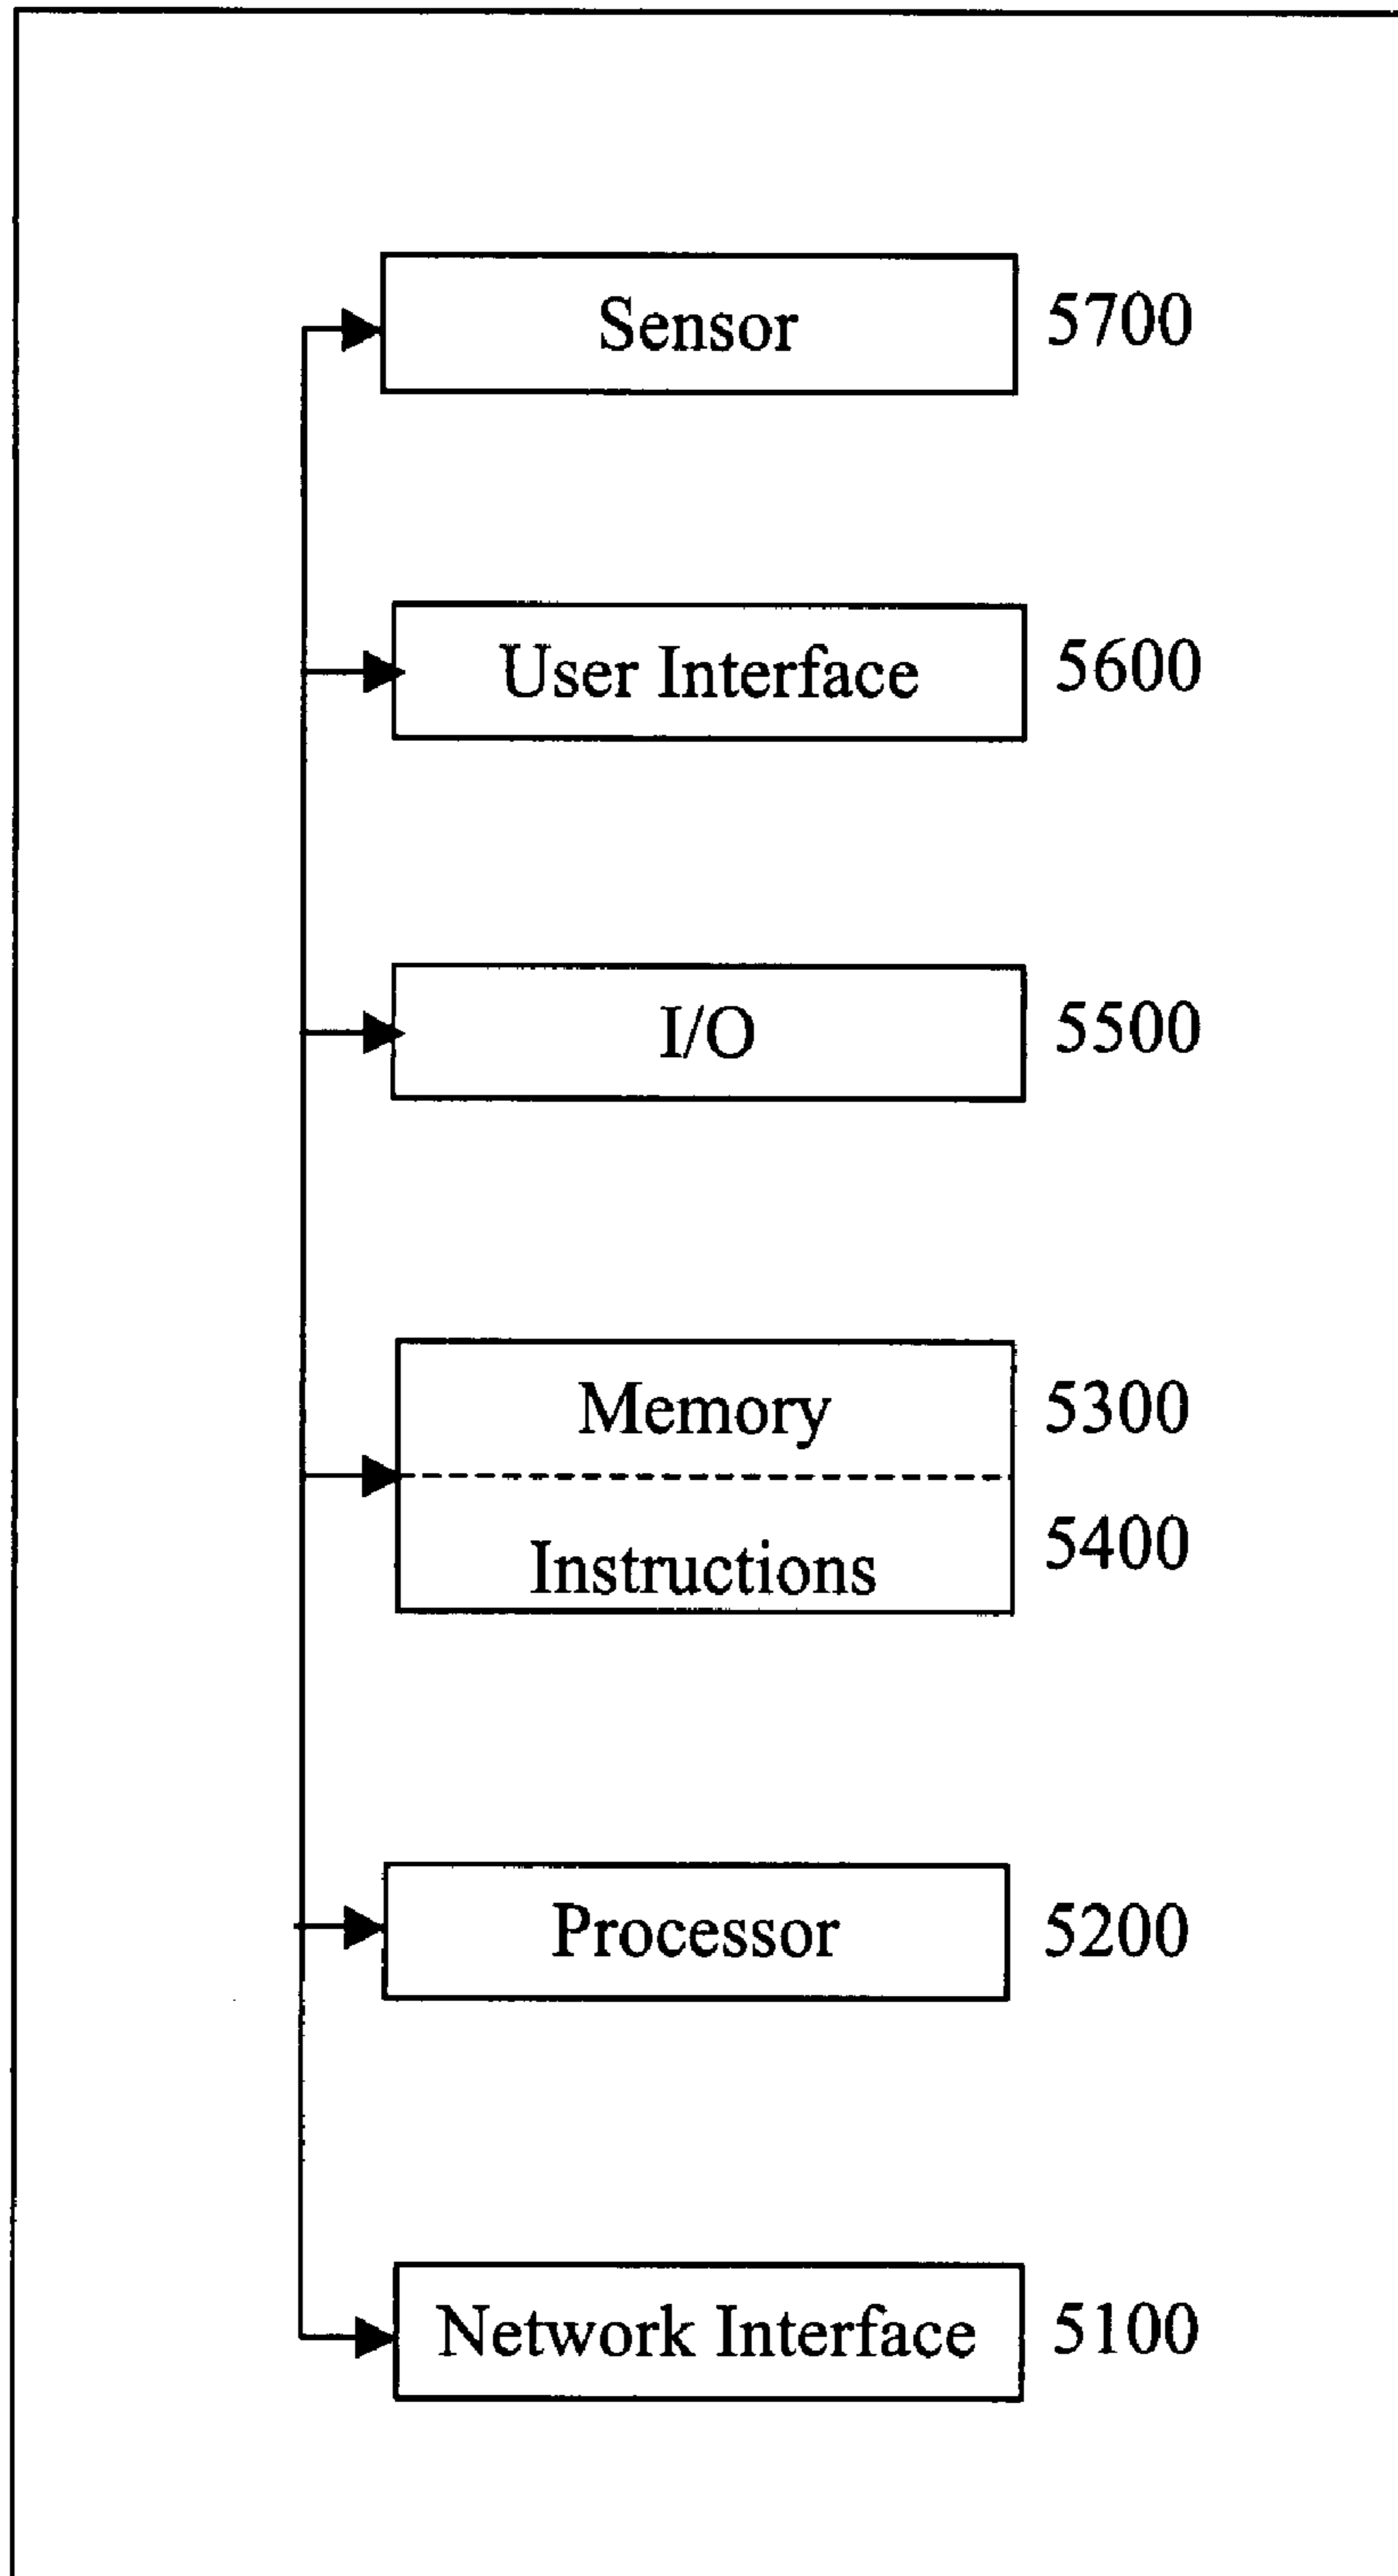 Sensor 5700
User Interface 5600
I/O 5500
Memory 5300
Instructions 5400
Processor 5200
Network Interface 5100